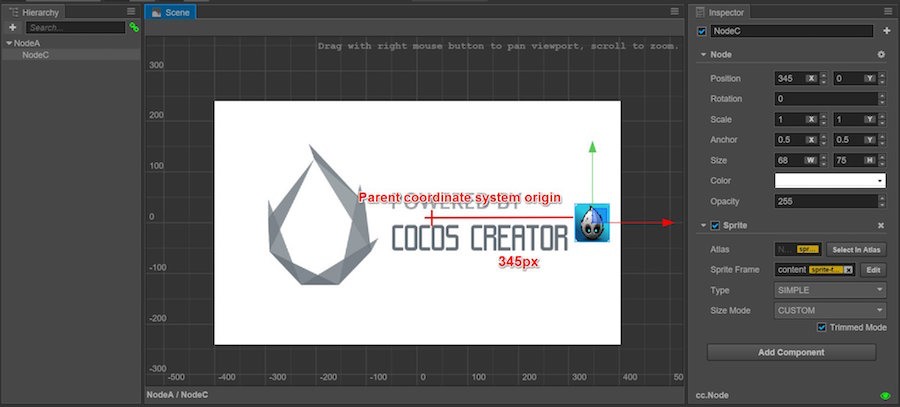 Hierarchy
Search...
NodeA
NodeC
Scene
Drag with right mouse button to pan viewport, scroll to zoom.
300
200
100
0
-100
-200
-300
-500
-400
-300
-200
-100
0
100
200
300
400
50
Parent coordinate system origin
POWERED BY
COCOS CREATOR
345px
NodeA / NodeC
Inspector
NodeC
Node
Position 345 X 0 Y
Rotation 0
Scale 1 X 1 Y
Anchor 0.5 X 0.5 Y
Size 68 W 75 H
Color
Opacity 255
Sprite
Atlas N... spr... Select In Atlas
Sprite Frame content sprite-f... Edit
Type SIMPLE
Size Mode CUSTOM
Trimmed Mode
Add Component
cc.Node